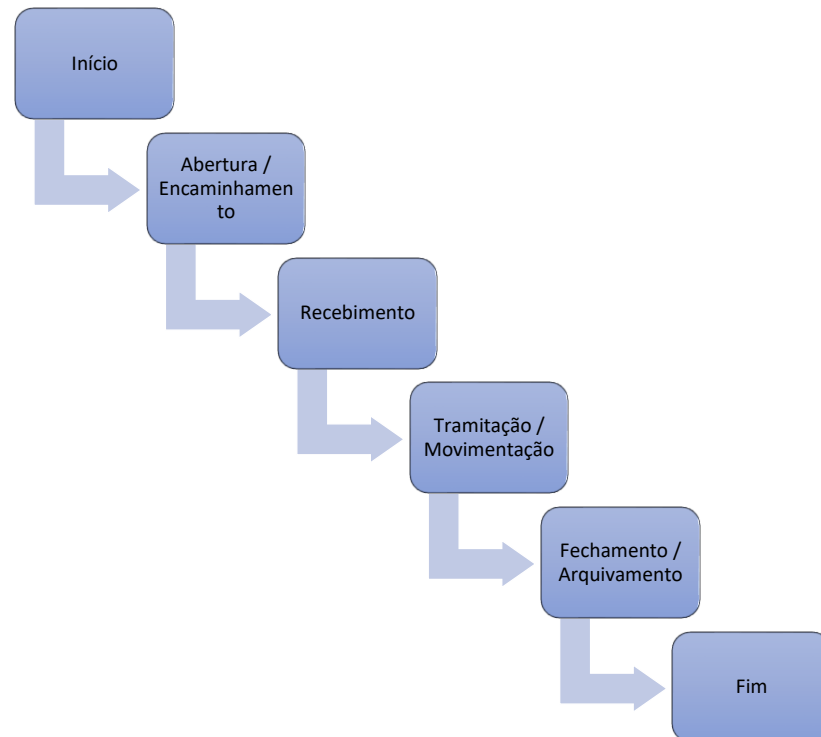 Início
Abertura /
Encaminhamen
to
Recebimento
Tramitação /
Movimentação
Fechamento /
Arquivamento
Fim